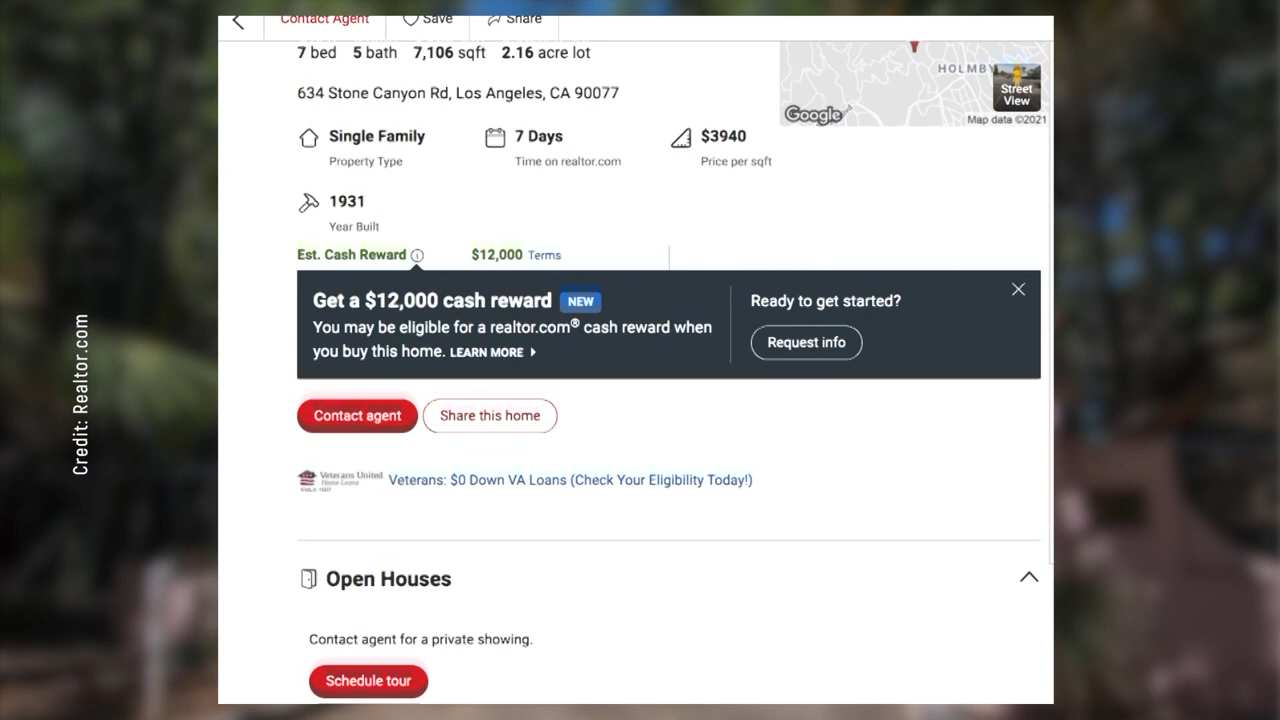 Contact Agent Save Share
7 bed 5 bath 7,106 sqft 2.16 acre lot
HOLMBY
Street
View
Google
Map data ©2021
634 Stone Canyon Rd, Los Angeles, CA 90077
Single Family 7 Days $3940
Property Type Time on realtor.com Price per sqft
1931
Year Built
Est. Cash Reward $12,000 Terms
Get a $12,000 cash reward NEW
You may be eligible for a realtor.com® cash reward when
you buy this home. LEARN MORE
Ready to get started?
Request info
Contact agent Share this home
Veterans United
Home Loans
Veterans: $0 Down VA Loans (Check Your Eligibility Today!)
Open Houses
Contact agent for a private showing.
Schedule tour
Credit: Realtor.com